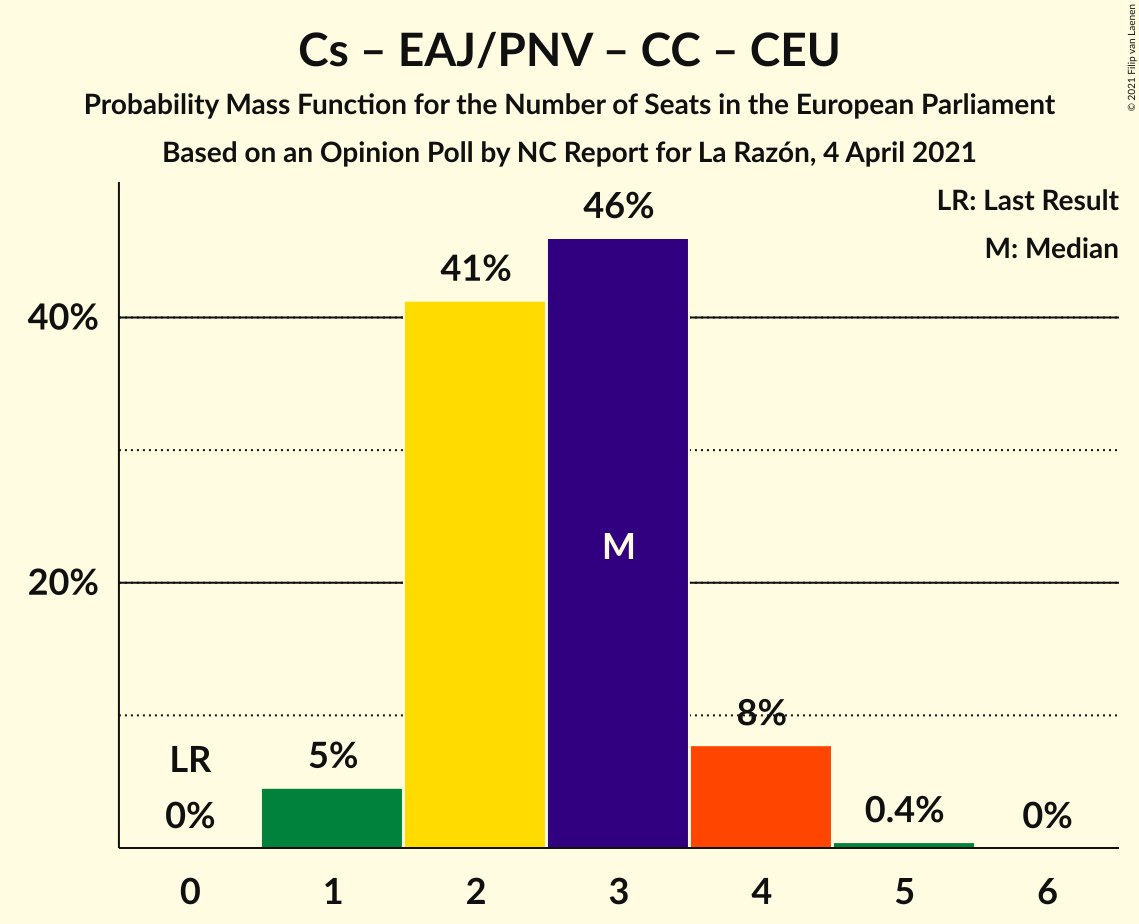 Cs – EAJ/PNV – CC – CEU
Probability Mass Function for the Number of Seats in the European Parliament
Based on an Opinion Poll by NC Report for La Razón, 4 April 2021
© 2021 Filip van Laenen
LR: Last Result
M: Median
46%
41%
40%
M
20%
8%
5%
LR
0.4%
0%
0%
0 1 2 3 4 5 6